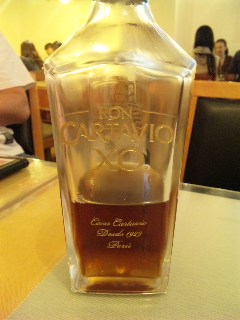 RON
CARTAVIO
XO
Casa Cartavio
Desde 1929
Perú